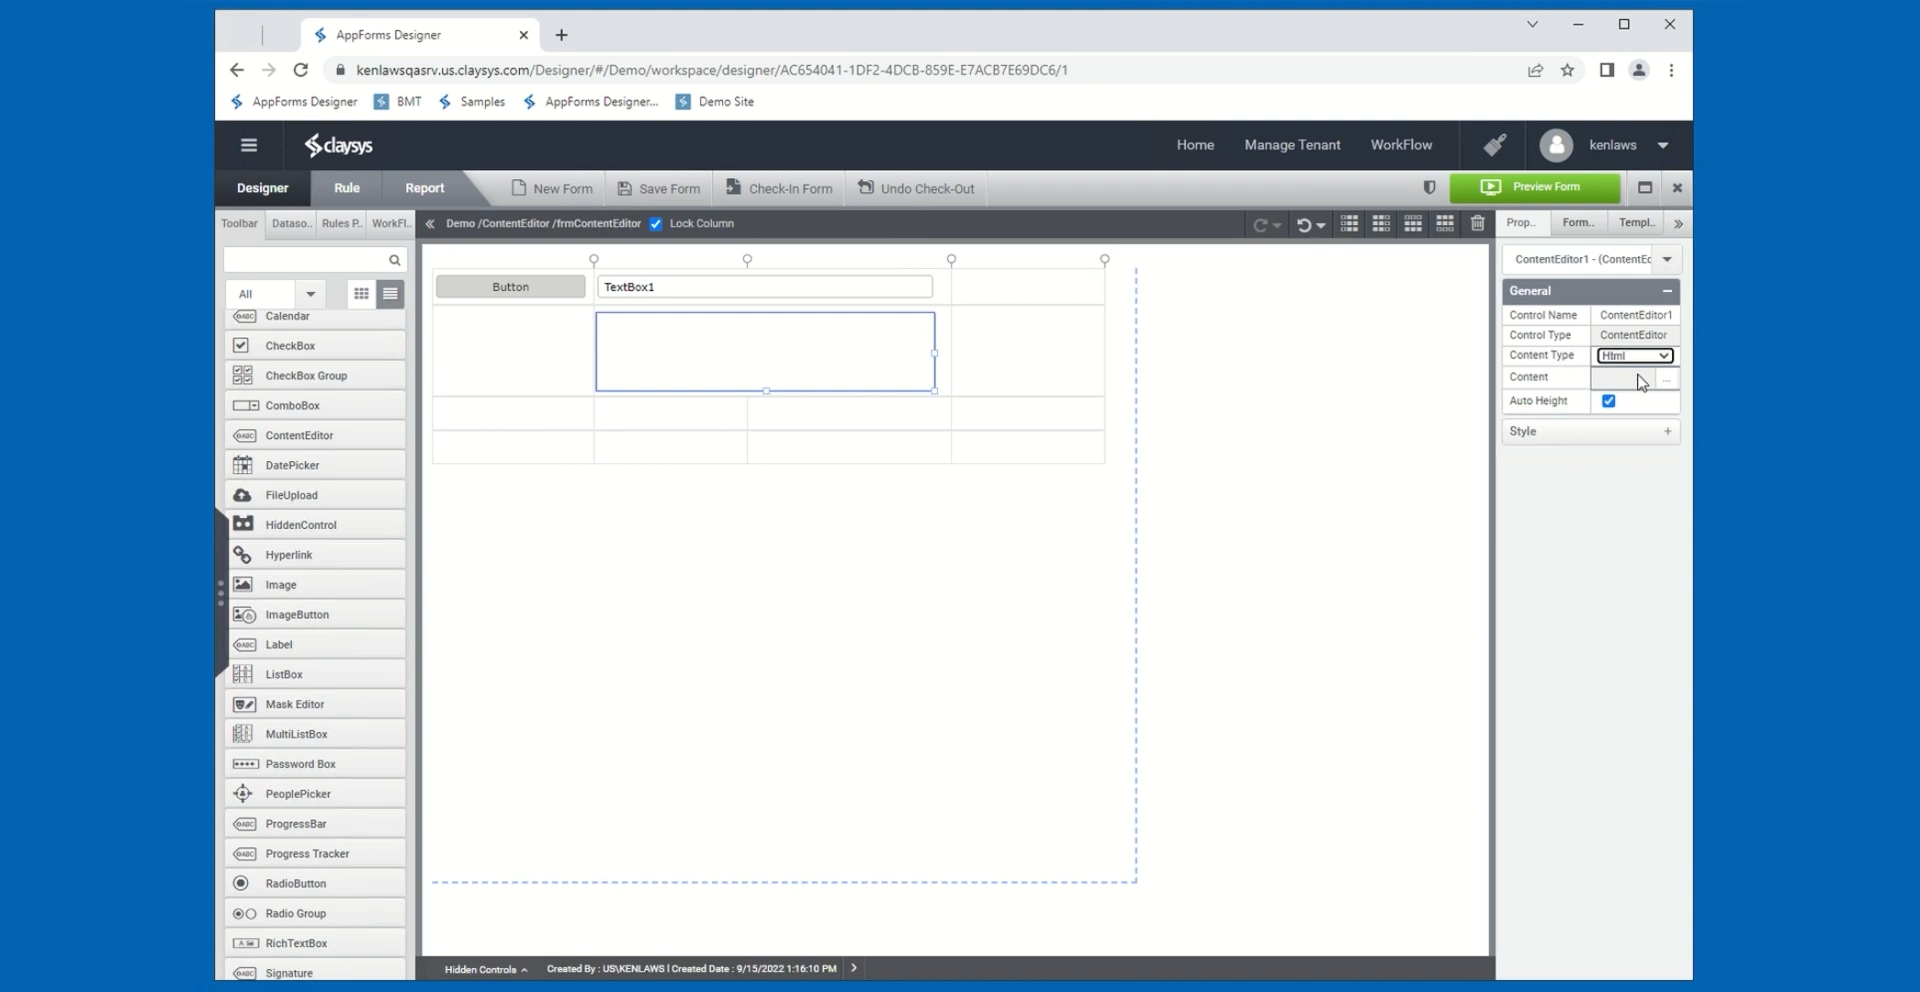 AppForms Designer
kenlawsqasrv.us.claysys.com/Designer/#/Demo/workspace/designer/AC654041-1DF2-4DCB-859E-E7ACB7E69DC6/1
AppForms Designer BMT Samples AppForms Designer... Demo Site
claysys Home Manage Tenant WorkFlow kenlaws
Designer Rule Report New Form Save Form Check-In Form Undo Check-Out Preview Form
Toolbar Dataso.. Rules P.. WorkFl.. Demo /ContentEditor /frmContentEditor Lock Column Prop... Form.. Templ..
ContentEditor1 - (ContentEc
All
General
Button TextBox1
Control Name ContentEditor1
Control Type ContentEditor
Content Type Html
Content ...
Auto Height
Style
Calendar
CheckBox
CheckBox Group
ComboBox
ContentEditor
DatePicker
FileUpload
HiddenControl
Hyperlink
Image
ImageButton
Label
ListBox
Mask Editor
MultiListBox
Password Box
PeoplePicker
ProgressBar
Progress Tracker
RadioButton
Radio Group
RichTextBox
Signature
Hidden Controls Created By : US\KENLAWS | Created Date : 9/15/2022 1:16:10 PM